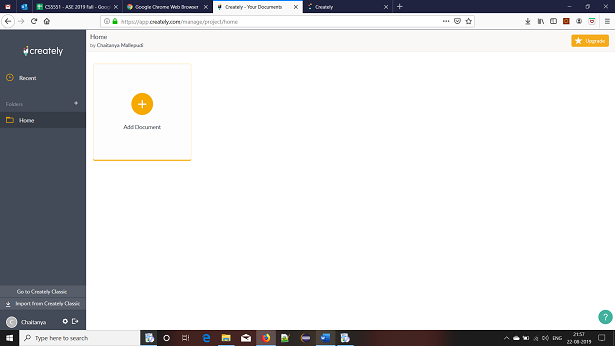 CS5551 - ASE 2019 Fall - Goog
Google Chrome Web Browser
Creately - Your Documents
Creately
https://app.creately.com/manage/project/home
creately
Recent
Folders
Home
Home
by Chaitanya Mallepudi
Upgrade
Add Document
Go to Creately Classic
Import from Creately Classic
C Chaitanya
?
Type here to search
ENG
21:57
22-08-2019